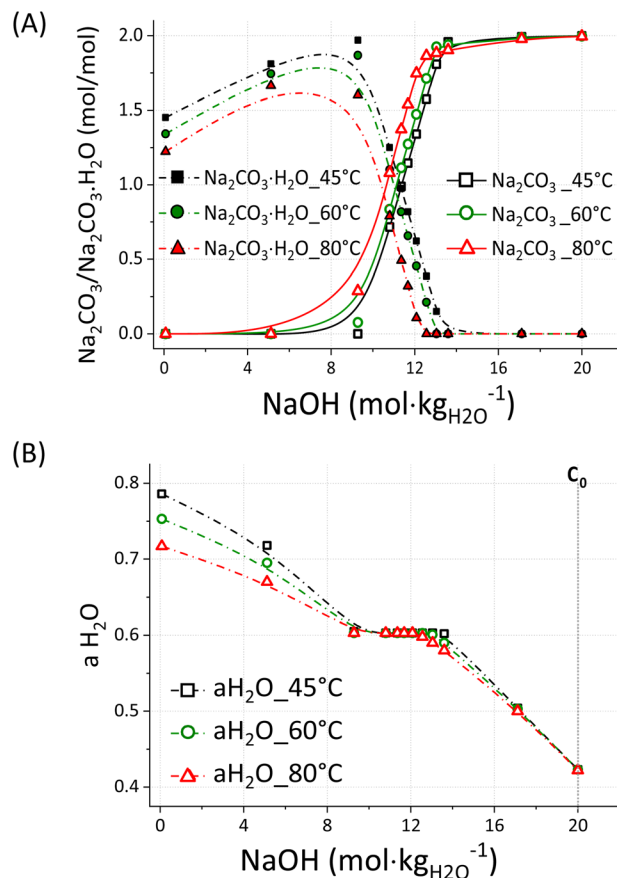 (A)
Na₂CO₃/Na₂CO₃.H₂O (mol/mol)
2.0
1.5
1.0
0.5
0.0
Na₂CO₃·H₂O_45°C
Na₂CO₃·H₂O_60°C
Na₂CO₃·H₂O_80°C
Na₂CO₃_45°C
Na₂CO₃_60°C
Na₂CO₃_80°C
0 4 8 12 16 20
NaOH (mol·kg_H2O⁻¹)
(B)
C₀
a H₂O
0.8
0.7
0.6
0.5
0.4
aH₂O_45°C
aH₂O_60°C
aH₂O_80°C
0 4 8 12 16 20
NaOH (mol·kg_H2O⁻¹)